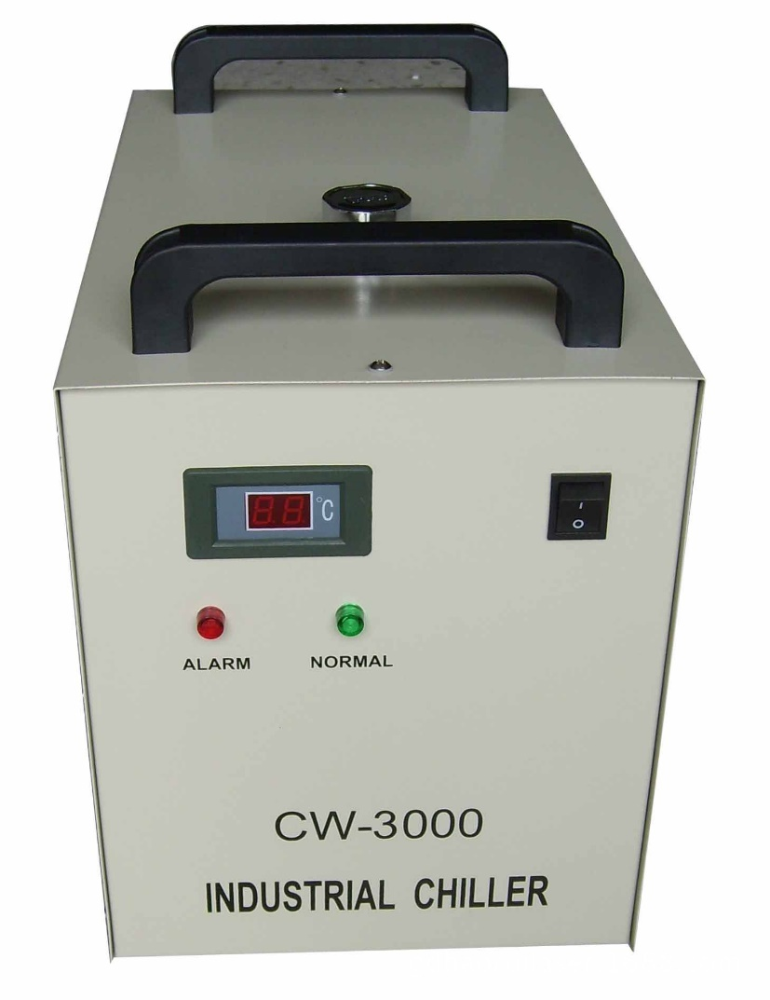 88 °C
I
O
ALARM NORMAL
CW-3000
INDUSTRIAL CHILLER